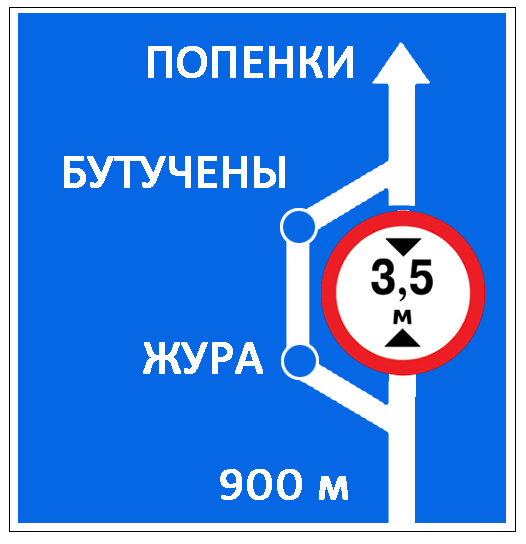 ПОПЕНКИ
БУТУЧЕНЫ
3,5
м
ЖУРА
900 м